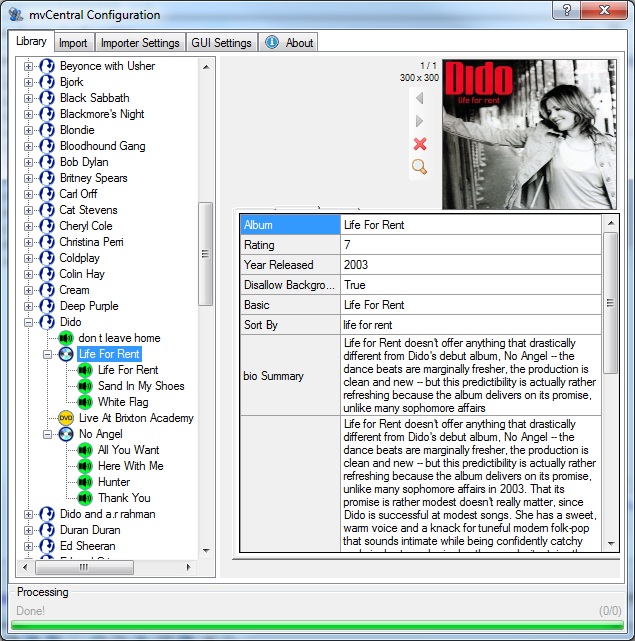 mvCentral Configuration
Library Import Importer Settings GUI Settings About
Beyonce with Usher
Bjork
Black Sabbath
Blackmore's Night
Blondie
Bloodhound Gang
Bob Dylan
Britney Spears
Carl Orff
Cat Stevens
Cheryl Cole
Christina Perri
Coldplay
Colin Hay
Cream
Deep Purple
Dido
don t leave home
Life For Rent
Life For Rent
Sand In My Shoes
White Flag
DVD Live At Brixton Academy
No Angel
All You Want
Here With Me
Hunter
Thank You
Dido and a.r rahman
Duran Duran
Ed Sheeran
1 / 1
300 x 300
Dido
life for rent
Album Life For Rent
Rating 7
Year Released 2003
Disallow Backgro... True
Basic Life For Rent
Sort By life for rent
bio Summary
Life for Rent doesn't offer anything that drastically
different from Dido's debut album, No Angel -- the
dance beats are marginally fresher, the production is
clean and new -- but this predictibility is actually rather
refreshing because the album delivers on its promise,
unlike many sophomore affairs
Life for Rent doesn't offer anything that drastically
different from Dido's debut album, No Angel -- the
dance beats are marginally fresher, the production is
clean and new -- but this predictibility is actually rather
refreshing because the album delivers on its promise,
unlike many sophomore affairs in 2003. That its
promise is rather modest doesn't really matter, since
Dido is successful at modest songs. She has a sweet,
warm voice and a knack for tuneful modern folk-pop
that sounds intimate while being confidently catchy
Processing
Done! (0/0)